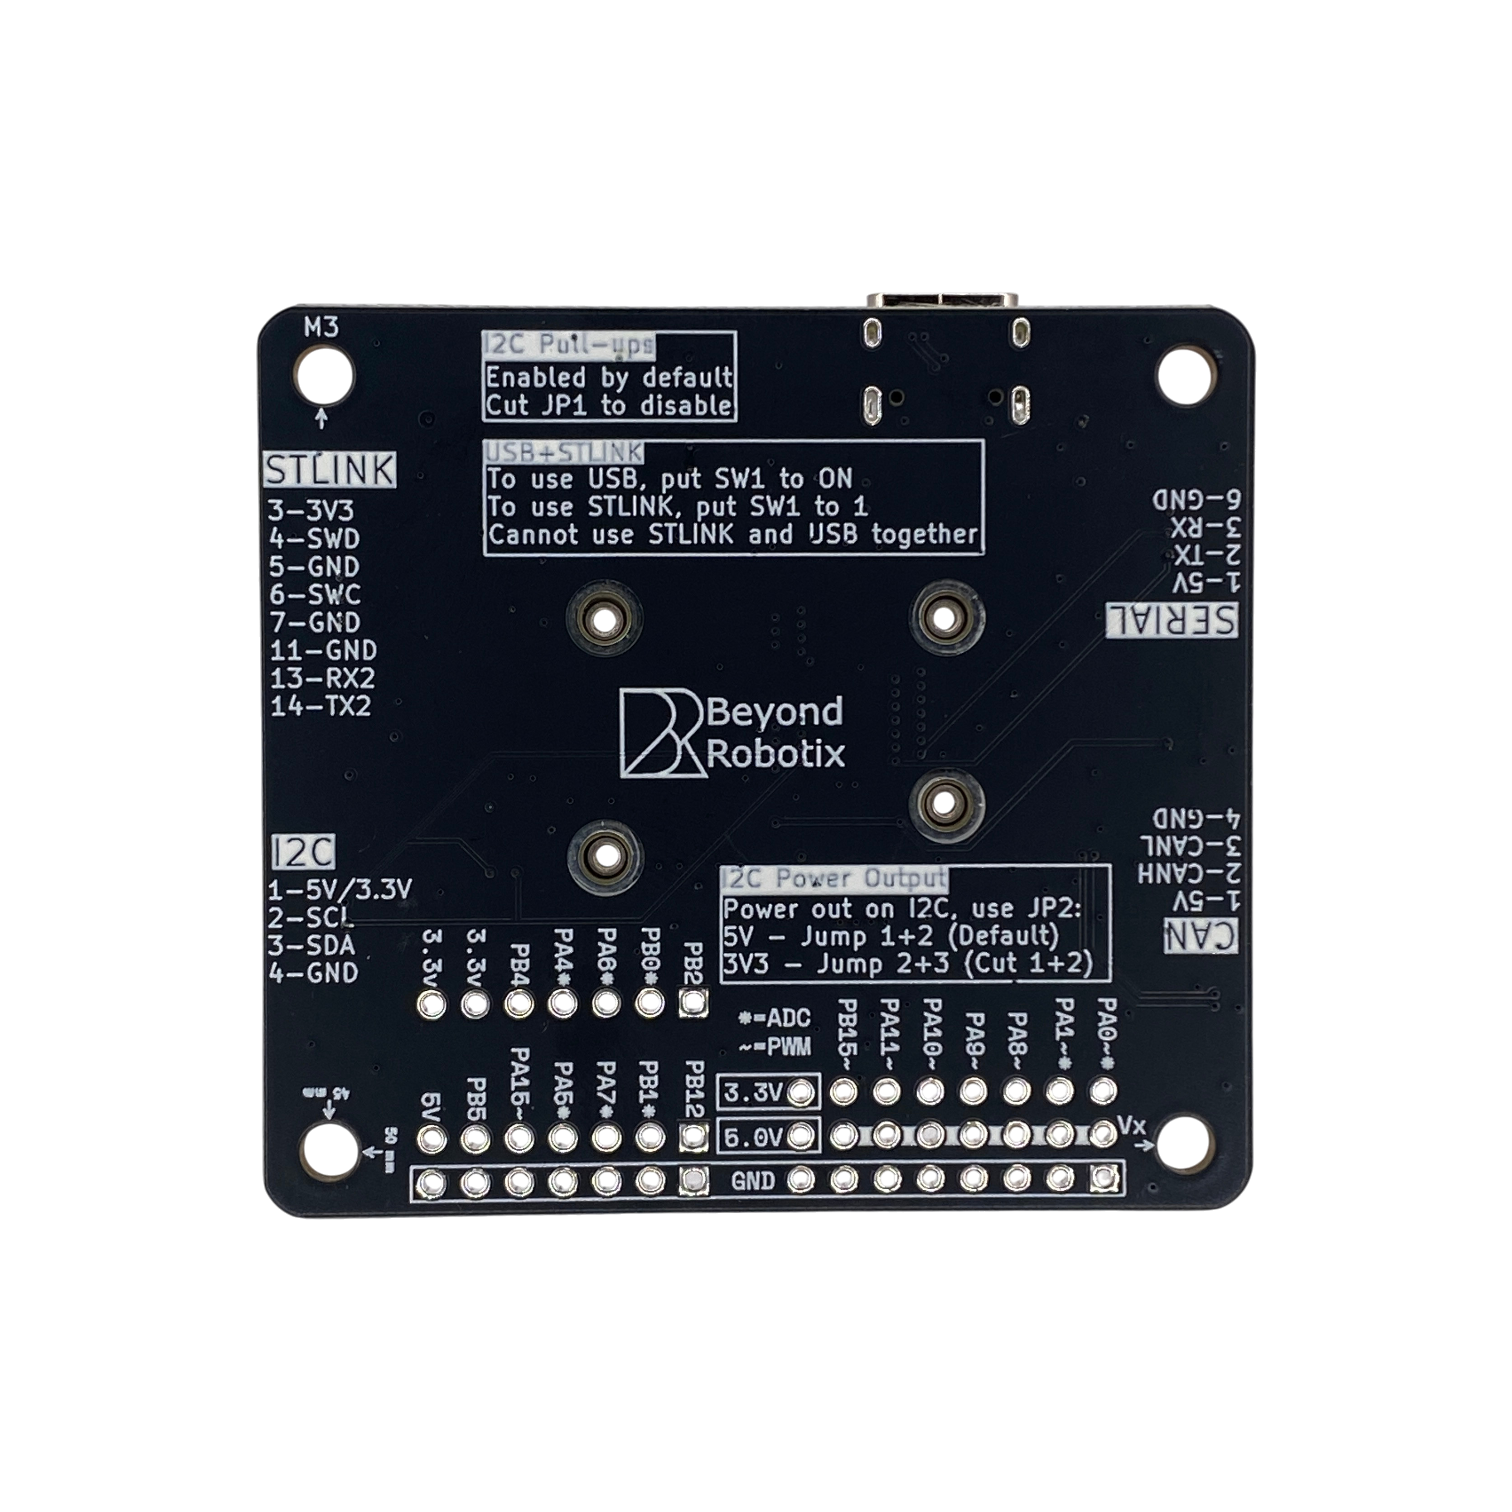 M3
I2C Pull-ups
Enabled by default
Cut JP1 to disable
STLINK
3-3V3
4-SWD
5-GND
6-SWC
7-GND
11-GND
13-RX2
14-TX2
USB+STLINK
To use USB, put SW1 to ON
To use STLINK, put SW1 to 1
Cannot use STLINK and USB together
6-GND
3-RX
2-TX
1-5V
SERIAL
Beyond
Robotix
I2C
1-5V/3.3V
2-SCL
3-SDA
4-GND
4-GND
3-CANL
2-CANH
1-5V
CAN
I2C Power Output
Power out on I2C, use JP2:
5V - Jump 1+2 (Default)
3V3 - Jump 2+3 (Cut 1+2)
3.3V 3.3V PB4 PA4* PA6* PB0* PB2
*=ADC
~=PWM
PB15~ PA11~ PA10~ PA9~ PA8~ PA1~* PA0~*
5V PB5 PA15~ PA5* PA7* PB1* PB12
3.3V
5.0V
Vx
GND
45 mm
50 mm